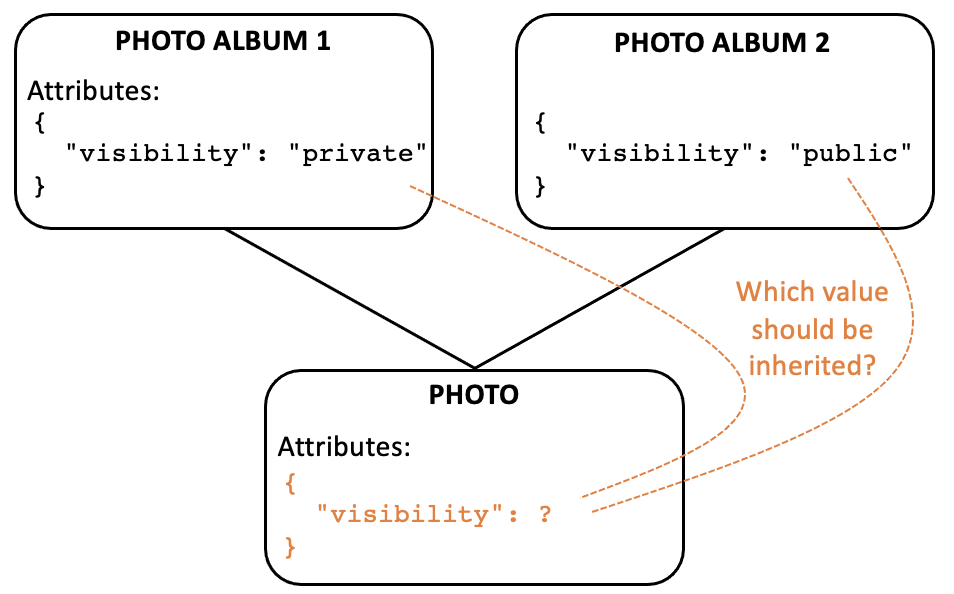 PHOTO ALBUM 1
Attributes:
{
"visibility": "private"
}
PHOTO ALBUM 2
{
"visibility": "public"
}
Which value
should be
inherited?
PHOTO
Attributes:
{
"visibility": ?
}